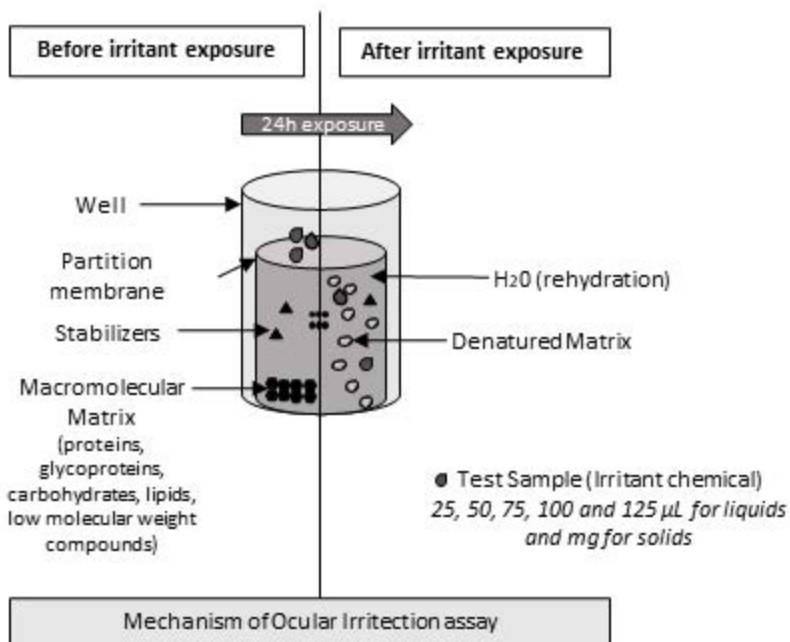 Before irritant exposure
After irritant exposure
24h exposure
Well
Partition
membrane
Stabilizers
Macromolecular
Matrix
(proteins,
glycoproteins,
carbohydrates, lipids,
low molecular weight
compounds)
H20 (rehydration)
Denatured Matrix
Test Sample (Irritant chemical)
25, 50, 75, 100 and 125 µL for liquids
and mg for solids
Mechanism of Ocular Irritection assay